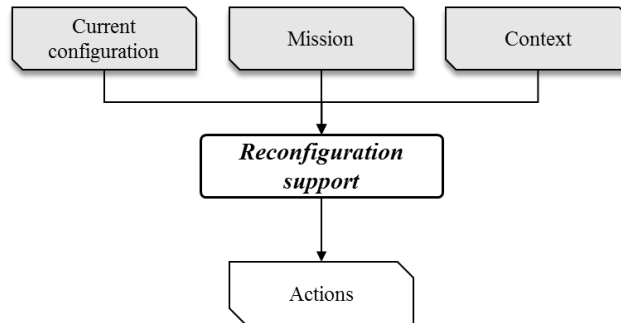 Current
configuration
Mission
Context
Reconfiguration
support
Actions